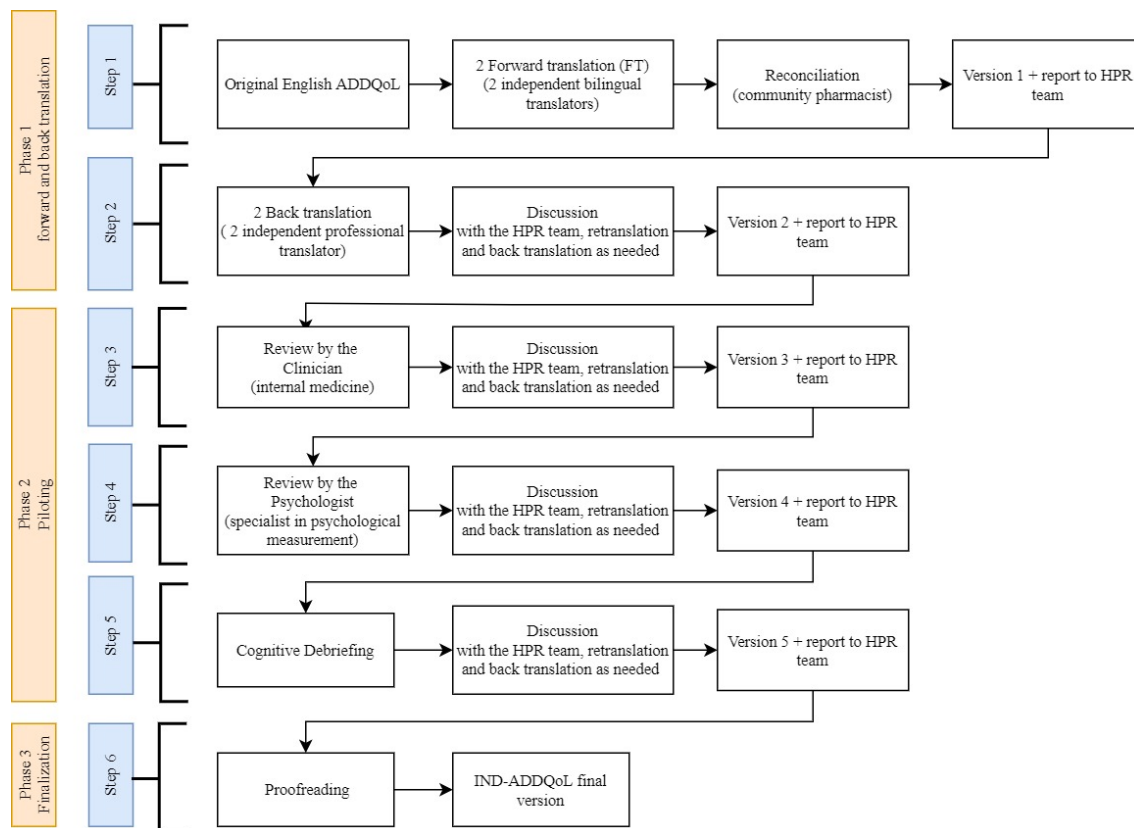 Phase 1
forward and back translation
Step 1
Original English ADDQoL
2 Forward translation (FT)
(2 independent bilingual
translators)
Reconciliation
(community pharmacist)
Version 1 + report to HPR
team
Step 2
2 Back translation
( 2 independent professional
translator)
Discussion
with the HPR team, retranslation
and back translation as needed
Version 2 + report to HPR
team
Phase 2
Piloting
Step 3
Review by the
Clinician
(internal medicine)
Discussion
with the HPR team, retranslation
and back translation as needed
Version 3 + report to HPR
team
Step 4
Review by the
Psychologist
(specialist in psychological
measurement)
Discussion
with the HPR team, retranslation
and back translation as needed
Version 4 + report to HPR
team
Step 5
Cognitive Debriefing
Discussion
with the HPR team, retranslation
and back translation as needed
Version 5 + report to HPR
team
Phase 3
Finalization
Step 6
Proofreading
IND-ADDQoL final
version